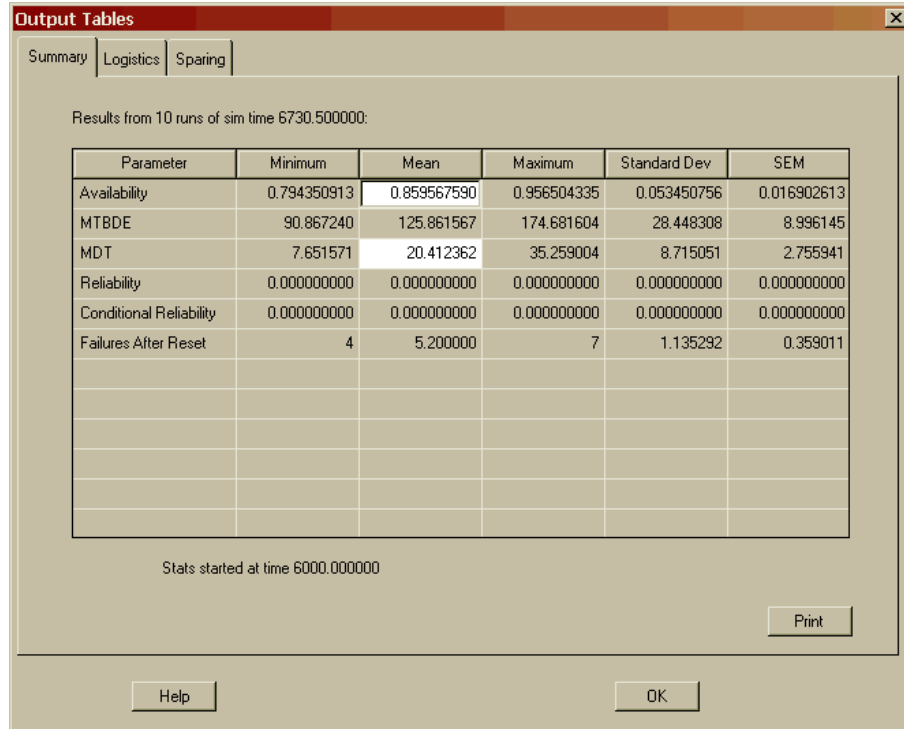 Output Tables
Summary Logistics Sparing
Results from 10 runs of sim time 6730.500000:
Parameter Minimum Mean Maximum Standard Dev SEM
Availability 0.794350913 0.859567590 0.956504335 0.053450756 0.016902613
MTBDE 90.867240 125.861567 174.681604 28.448308 8.996145
MDT 7.651571 20.412362 35.259004 8.715051 2.755941
Reliability 0.000000000 0.000000000 0.000000000 0.000000000 0.000000000
Conditional Reliability 0.000000000 0.000000000 0.000000000 0.000000000 0.000000000
Failures After Reset 4 5.200000 7 1.135292 0.359011
Stats started at time 6000.000000
Print
Help OK